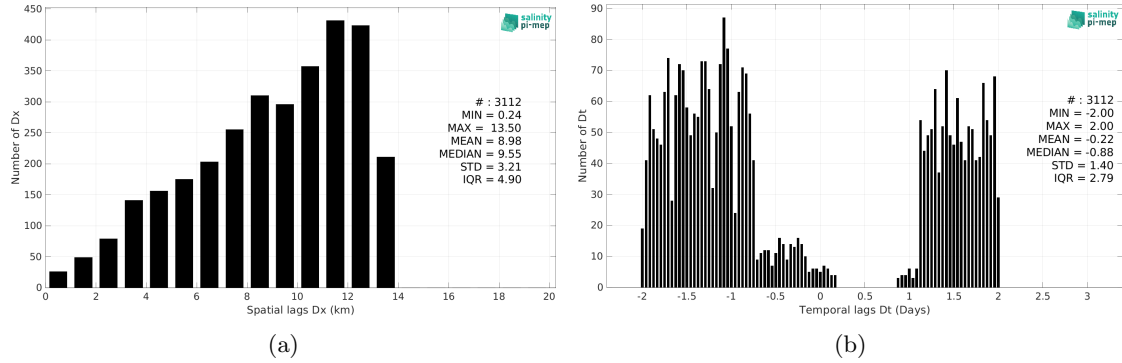 450
400
350
300
250
200
150
100
50
0
Number of Dx
0 2 4 6 8 10 12 14 16 18 20
Spatial lags Dx (km)
salinity
pi-mep
# : 3112
MIN = 0.24
MAX = 13.50
MEAN = 8.98
MEDIAN = 9.55
STD = 3.21
IQR = 4.90
(a)
90
80
70
60
50
40
30
20
10
0
Number of Dt
-2 -1.5 -1 -0.5 0 0.5 1 1.5 2 2.5 3
Temporal lags Dt (Days)
salinity
pi-mep
# : 3112
MIN = -2.00
MAX = 2.00
MEAN = -0.22
MEDIAN = -0.88
STD = 1.40
IQR = 2.79
(b)